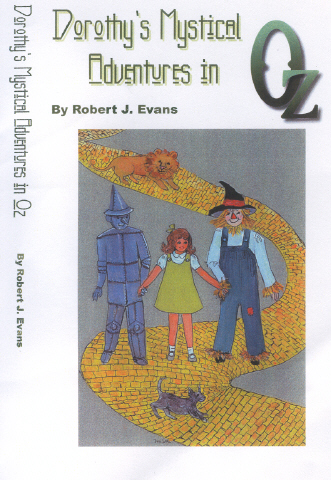 Dorothy's Mystical Adventures in Oz
By Robert J. Evans
Dorothy's Mystical
Adventures in
Oz
By Robert J. Evans